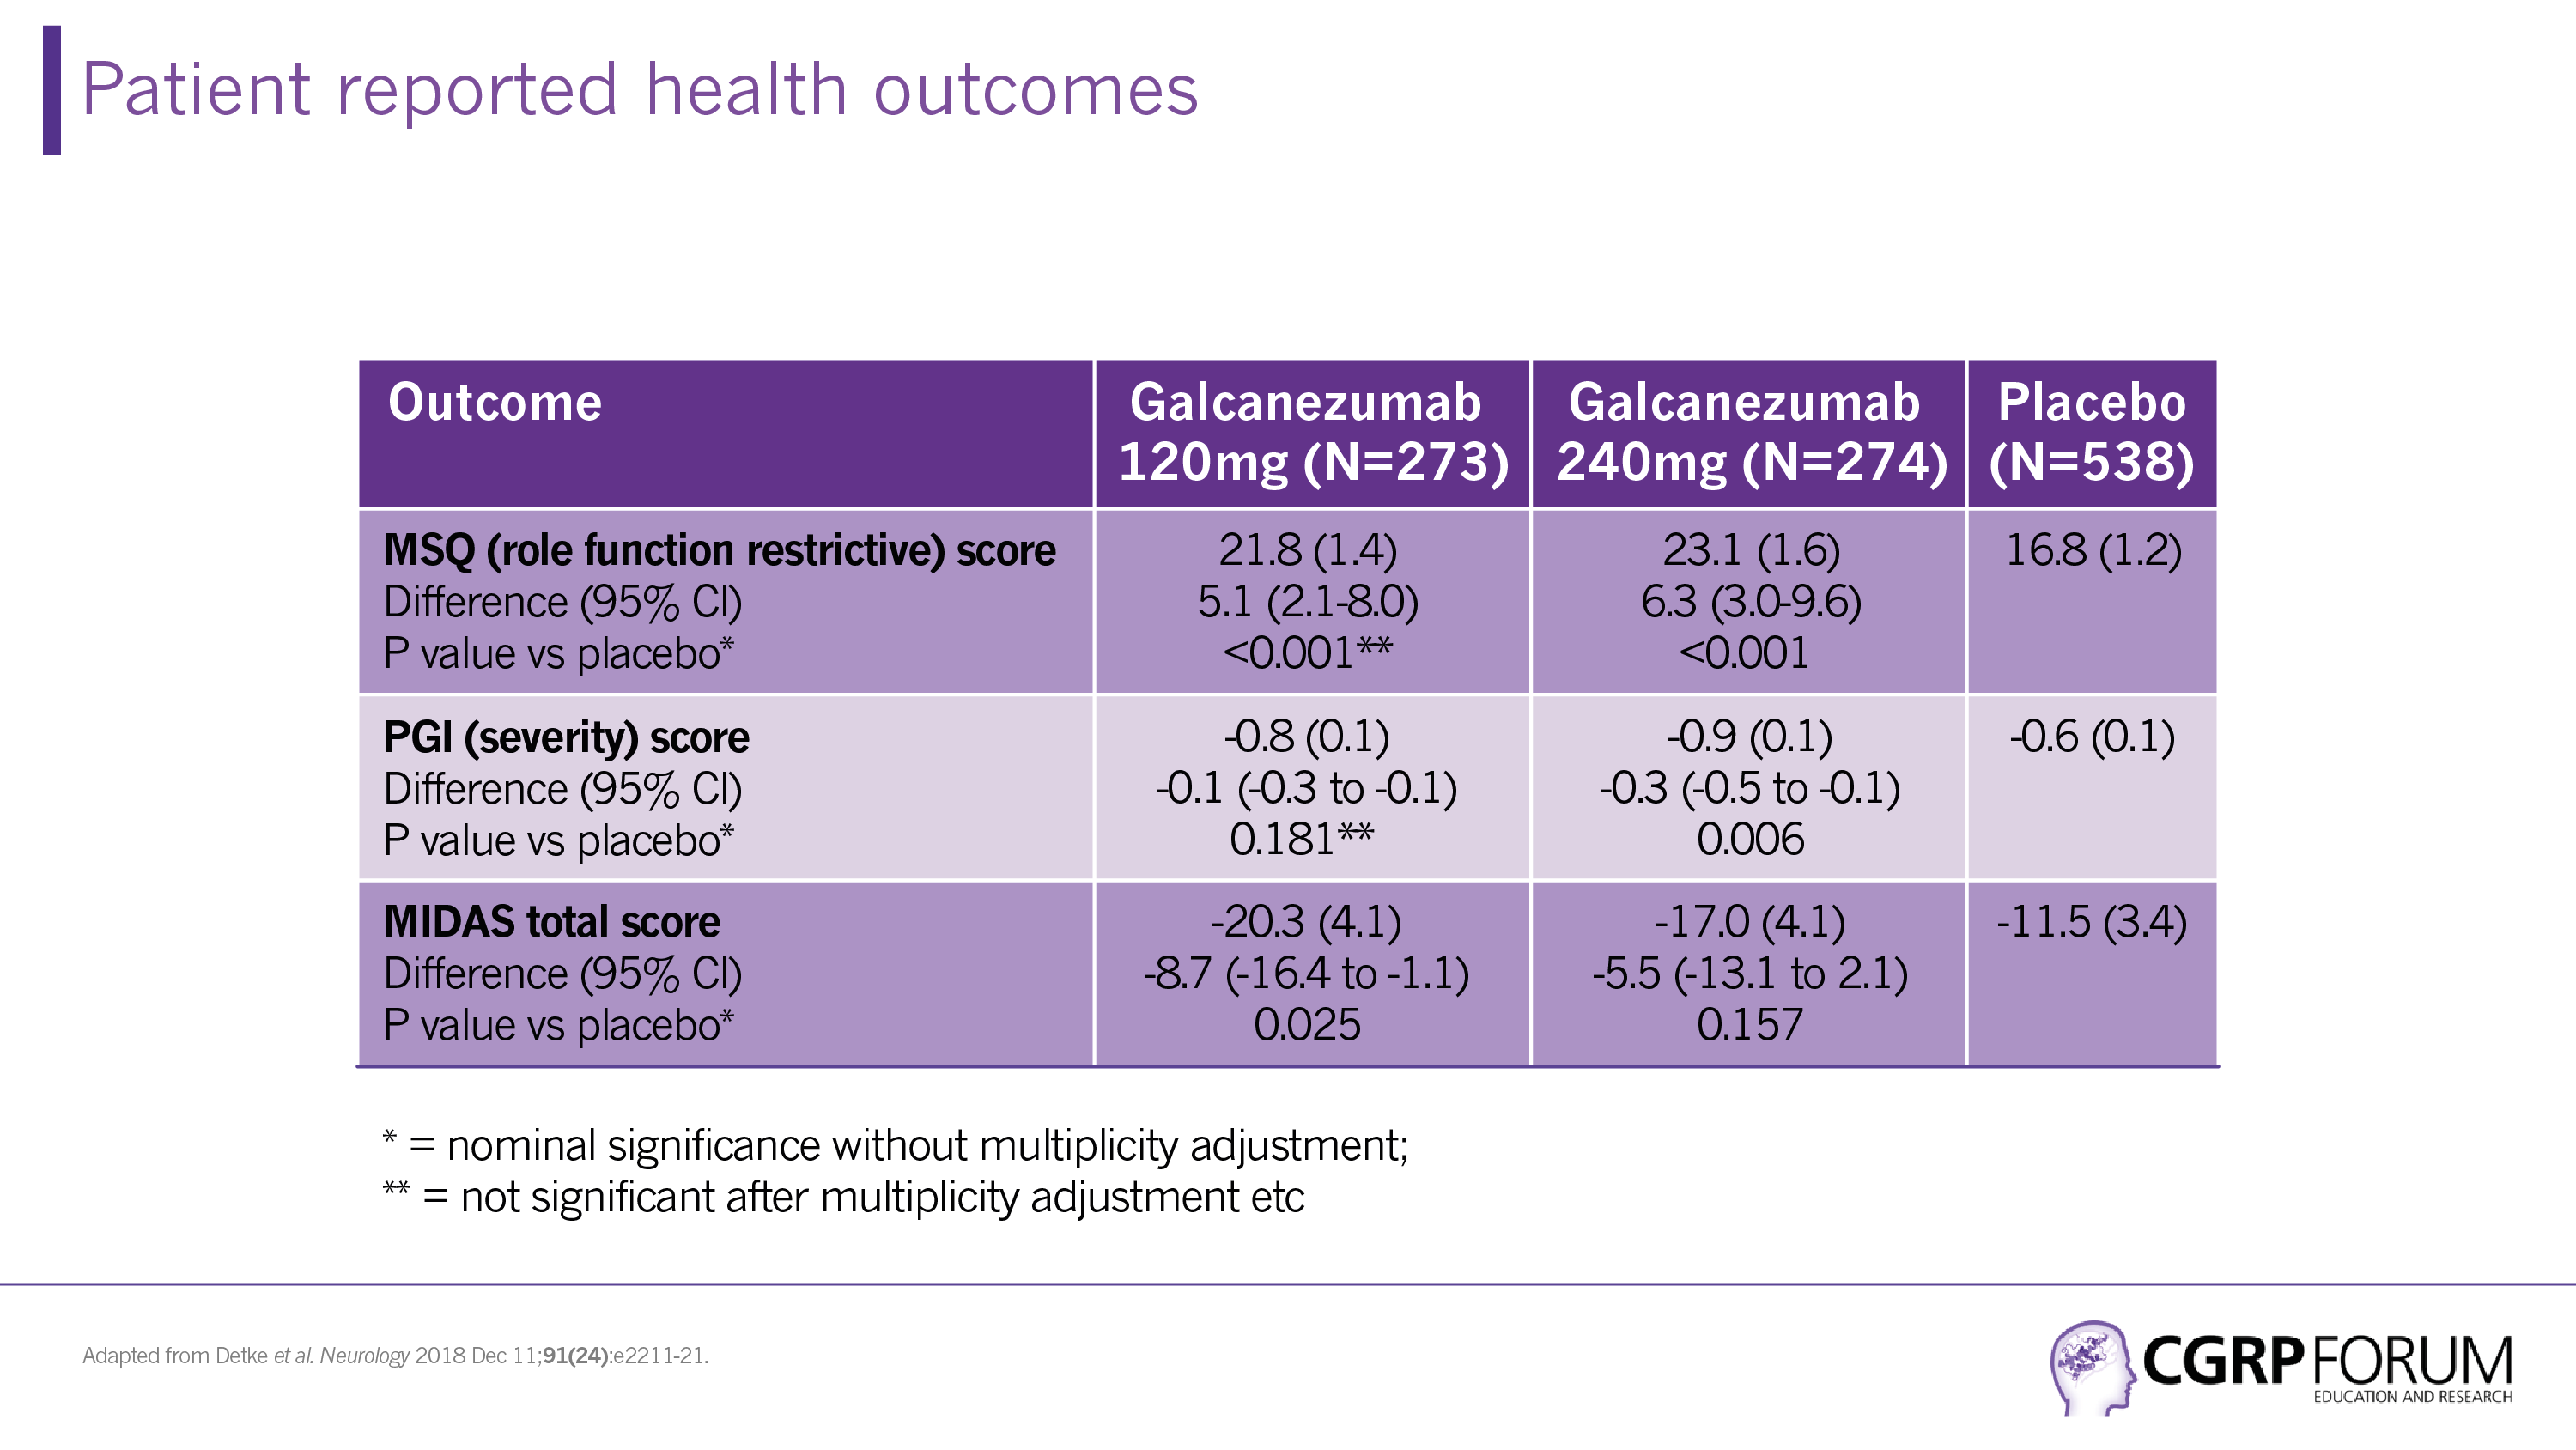 Patient reported health outcomes
Outcome
Galcanezumab
120mg (N=273)
Galcanezumab
240mg (N=274)
Placebo
(N=538)
MSQ (role function restrictive) score
21.8 (1.4)
23.1 (1.6)
16.8 (1.2)
Difference (95% CI)
5.1 (2.1-8.0)
6.3 (3.0-9.6)
P value vs placebo*
<0.001**
<0.001
PGI (severity) score
-0.8 (0.1)
-0.9 (0.1)
-0.6 (0.1)
Difference (95% CI)
-0.1 (-0.3 to -0.1)
-0.3 (-0.5 to -0.1)
P value vs placebo*
0.181**
0.006
MIDAS total score
-20.3 (4.1)
-17.0 (4.1)
-11.5 (3.4)
Difference (95% CI)
-8.7 (-16.4 to -1.1)
-5.5 (-13.1 to 2.1)
P value vs placebo*
0.025
0.157
* = nominal significance without multiplicity adjustment;
** = not significant after multiplicity adjustment etc
Adapted from Detke et al. Neurology 2018 Dec 11;91(24):e2211-21.
CGRP FORUM
EDUCATION AND RESEARCH